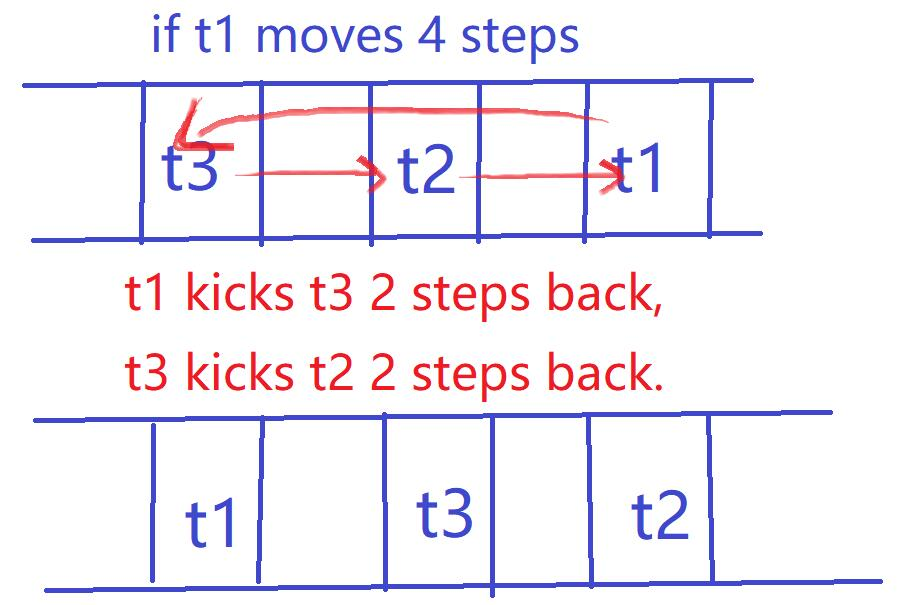 if t1 moves 4 steps
t3 t2 t1
t1 kicks t3 2 steps back,
t3 kicks t2 2 steps back.
t1 t3 t2